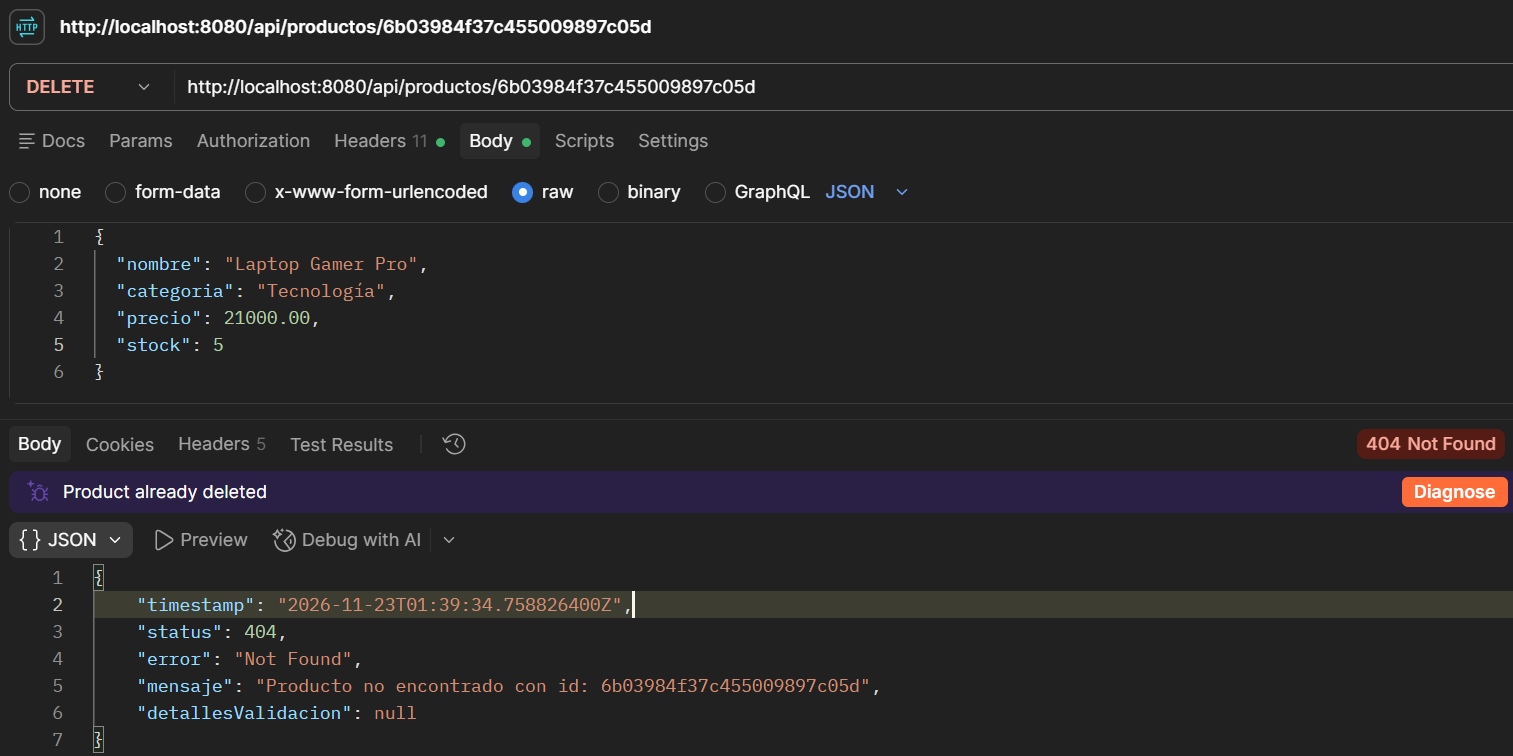 HTTP http://localhost:8080/api/productos/6b03984f37c455009897c05d
DELETE http://localhost:8080/api/productos/6b03984f37c455009897c05d
Docs Params Authorization Headers 11 Body Scripts Settings
none form-data x-www-form-urlencoded raw binary GraphQL JSON
1 {
2 "nombre": "Laptop Gamer Pro",
3 "categoria": "Tecnología",
4 "precio": 21000.00,
5 "stock": 5
6 }
Body Cookies Headers 5 Test Results 404 Not Found
Product already deleted Diagnose
{} JSON Preview Debug with AI
1 {
2 "timestamp": "2026-11-23T01:39:34.758826400Z",
3 "status": 404,
4 "error": "Not Found",
5 "mensaje": "Producto no encontrado con id: 6b03984f37c455009897c05d",
6 "detallesValidacion": null
7 }